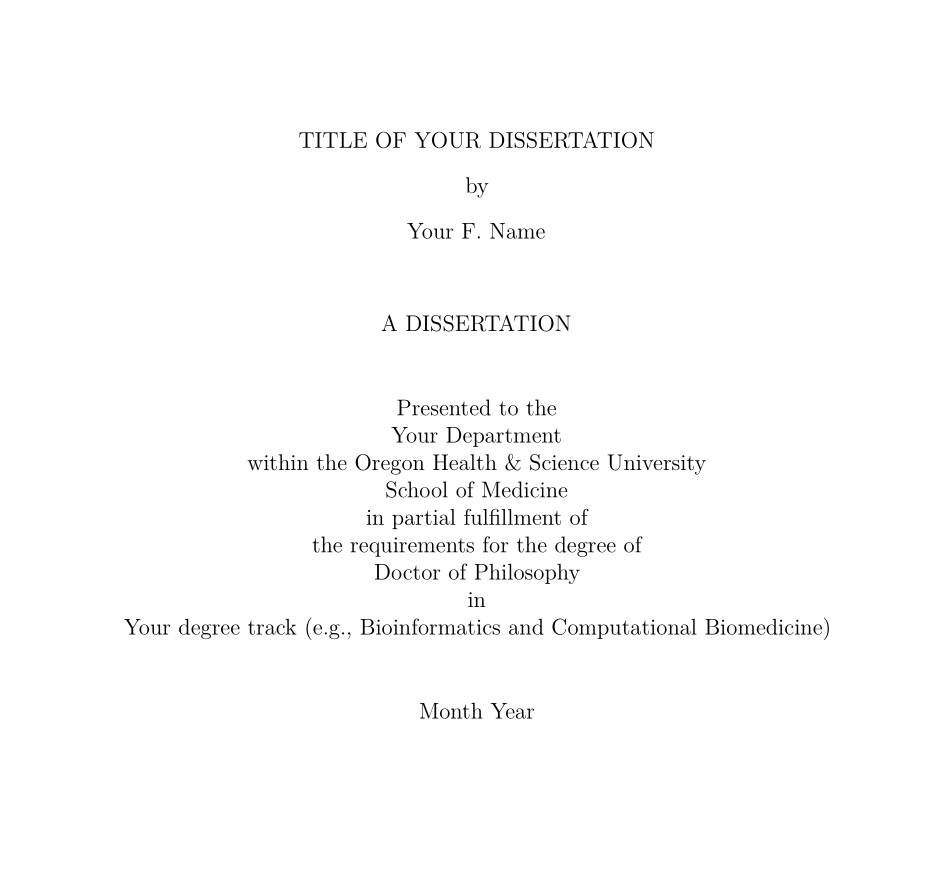 TITLE OF YOUR DISSERTATION
by
Your F. Name
A DISSERTATION
Presented to the
Your Department
within the Oregon Health & Science University
School of Medicine
in partial fulfillment of
the requirements for the degree of
Doctor of Philosophy
in
Your degree track (e.g., Bioinformatics and Computational Biomedicine)
Month Year